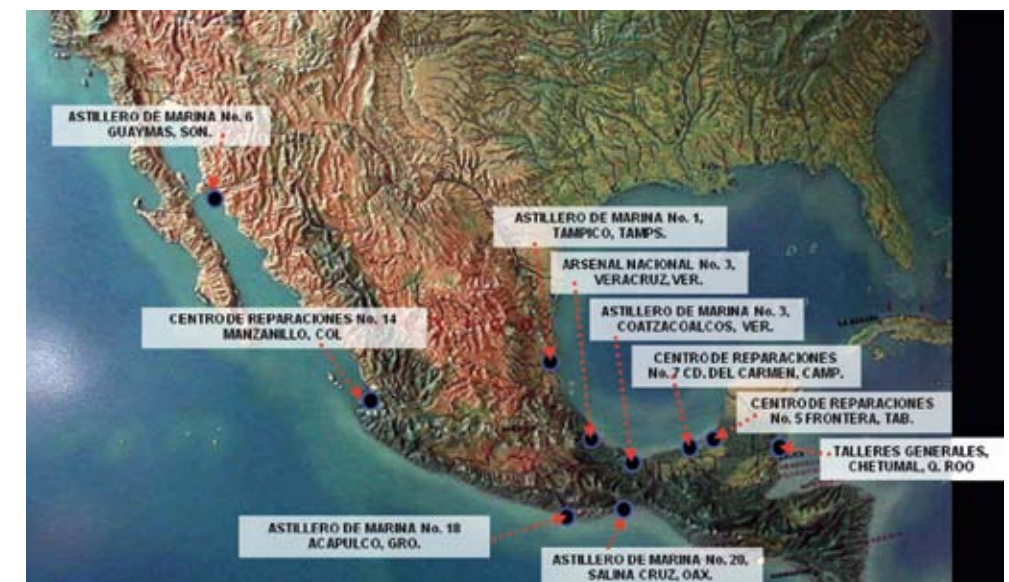 ASTILLERO DE MARINA No. 6
GUAYMAS, SON.
ASTILLERO DE MARINA No. 1,
TAMPICO, TAMPS.
ARSENAL NACIONAL No. 3,
VERACRUZ, VER.
ASTILLERO DE MARINA No. 3,
COATZACOALCOS, VER.
CENTRO DE REPARACIONES No. 14
MANZANILLO, COL
CENTRO DE REPARACIONES
No. 7 CD. DEL CARMEN, CAMP.
CENTRO DE REPARACIONES
No. 5 FRONTERA, TAB.
TALLERES GENERALES,
CHETUMAL, Q. ROO
ASTILLERO DE MARINA No. 18
ACAPULCO, GRO.
ASTILLERO DE MARINA No. 20,
SALINA CRUZ, OAX.